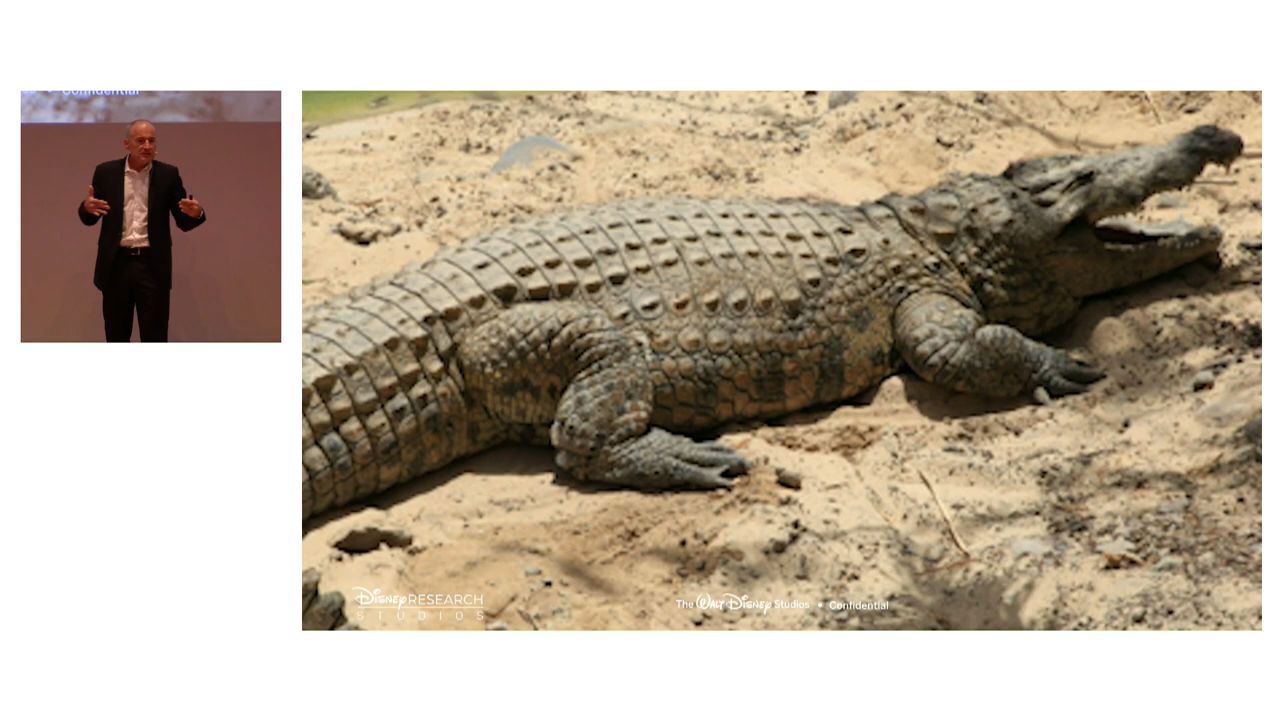 Confidential
DISNEY RESEARCH
STUDIOS
The WALT DISNEY Studios • Confidential